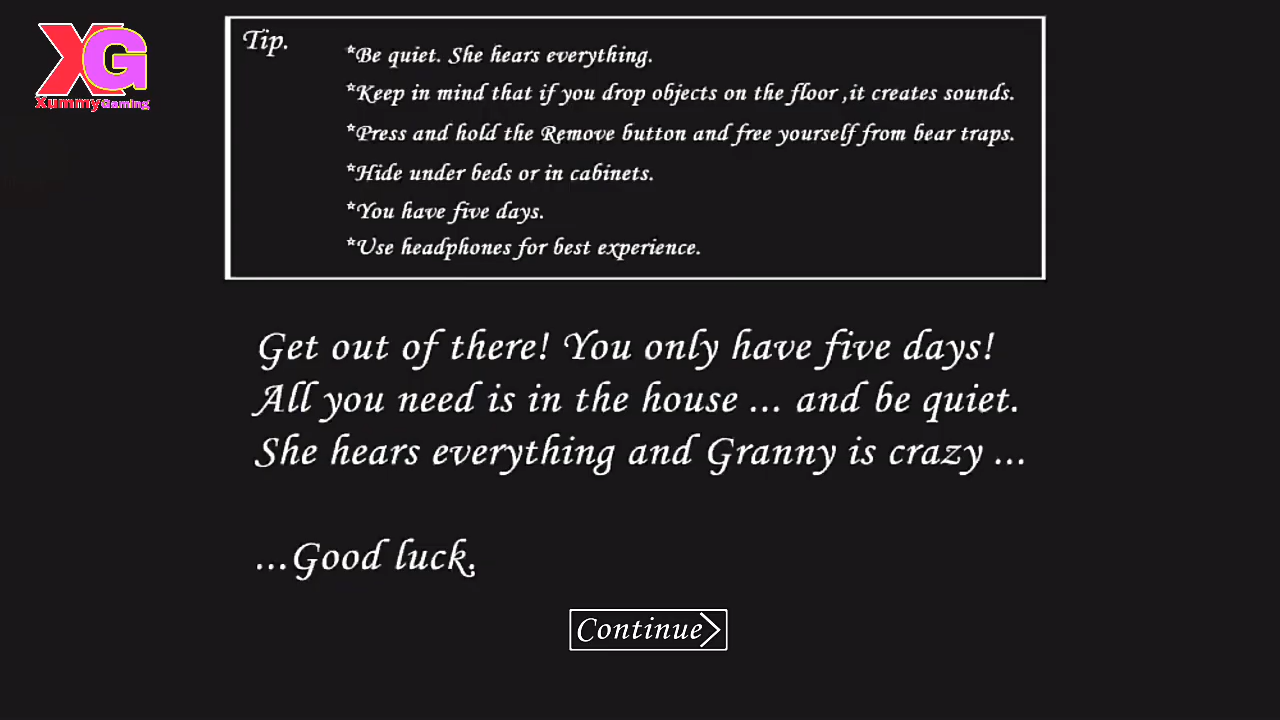 XG
XummyGaming
Tip.
*Be quiet. She hears everything.
*Keep in mind that if you drop objects on the floor ,it creates sounds.
*Press and hold the Remove button and free yourself from bear traps.
*Hide under beds or in cabinets.
*You have five days.
*Use headphones for best experience.
Get out of there! You only have five days!
All you need is in the house ... and be quiet.
She hears everything and Granny is crazy ...
...Good luck.
Continue